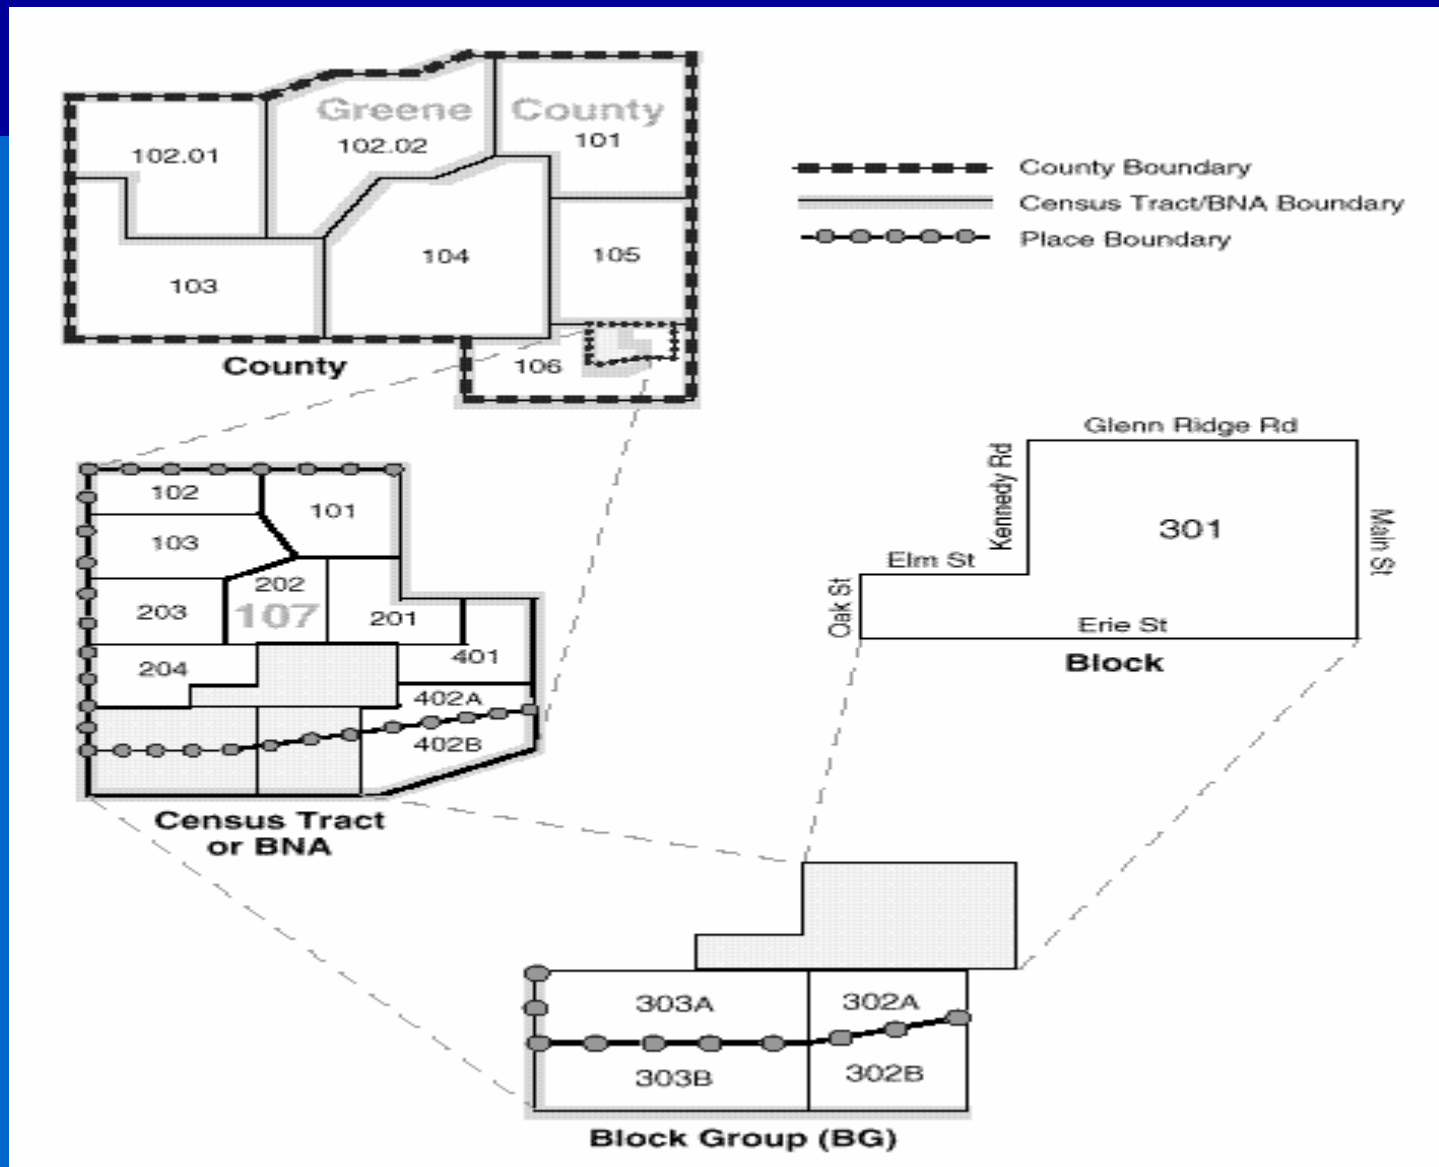 Greene County
102.01
102.02
101
103
104
105
106
County
County Boundary
Census Tract/BNA Boundary
Place Boundary
102
101
103
202
203
107
201
204
401
402A
402B
Census Tract
or BNA
Glenn Ridge Rd
Kennedy Rd
301
Main St
Elm St
Oak St
Erie St
Block
303A
302A
303B
302B
Block Group (BG)